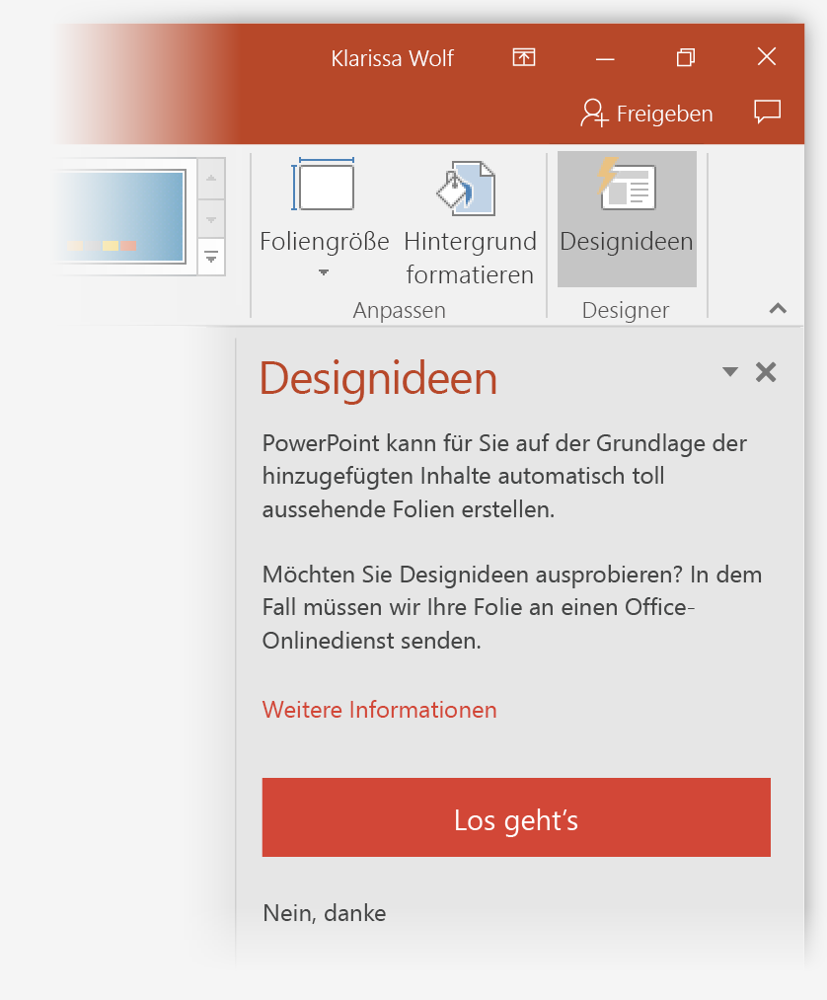 Klarissa Wolf
Freigeben
Foliengröße
Hintergrund
formatieren
Designideen
Anpassen
Designer
Designideen
PowerPoint kann für Sie auf der Grundlage der
hinzugefügten Inhalte automatisch toll
aussehende Folien erstellen.
Möchten Sie Designideen ausprobieren? In dem
Fall müssen wir Ihre Folie an einen Office-
Onlinedienst senden.
Weitere Informationen
Los geht’s
Nein, danke